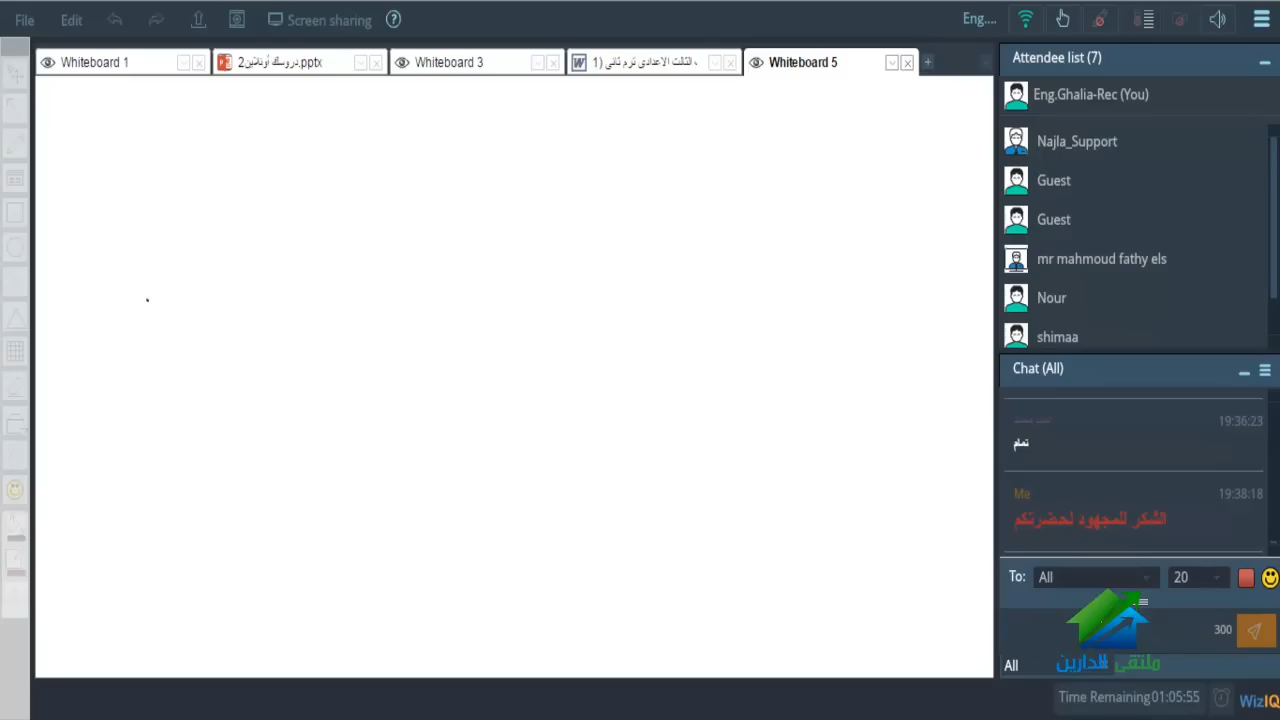 File Edit Screen sharing ? Eng....
Whiteboard 1
دروسك أونلاين2.pptx
Whiteboard 3
، الثالث الاعدادى ترم ثانى (1
Whiteboard 5
Attendee list (7)
Eng.Ghalia-Rec (You)
Najla_Support
Guest
Guest
mr mahmoud fathy els
Nour
shimaa
Chat (All)
19:36:23
تمام
Me 19:38:18
الشكر للمجهود لحضرتكم
To: All 20
300
All
ملتقى الدارين
Time Remaining 01:05:55
WizIQ